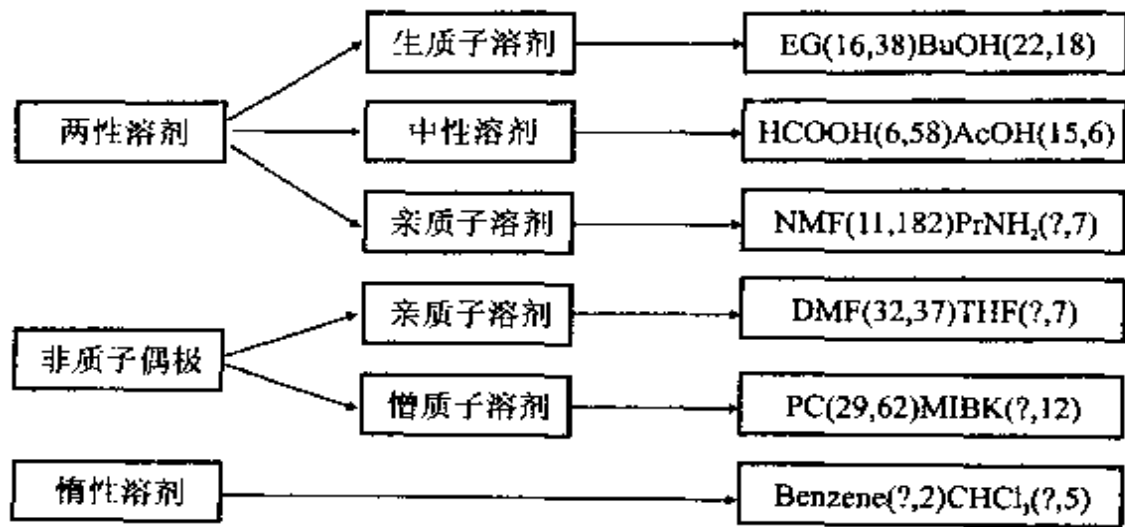 生质子溶剂
EG(16,38)BuOH(22,18)
两性溶剂
中性溶剂
HCOOH(6,58)AcOH(15,6)
亲质子溶剂
NMF(11,182)PrNH₂(?,7)
非质子偶极
亲质子溶剂
DMF(32,37)THF(?,7)
憎质子溶剂
PC(29,62)MIBK(?,12)
惰性溶剂
Benzene(?,2)CHCl₃(?,5)